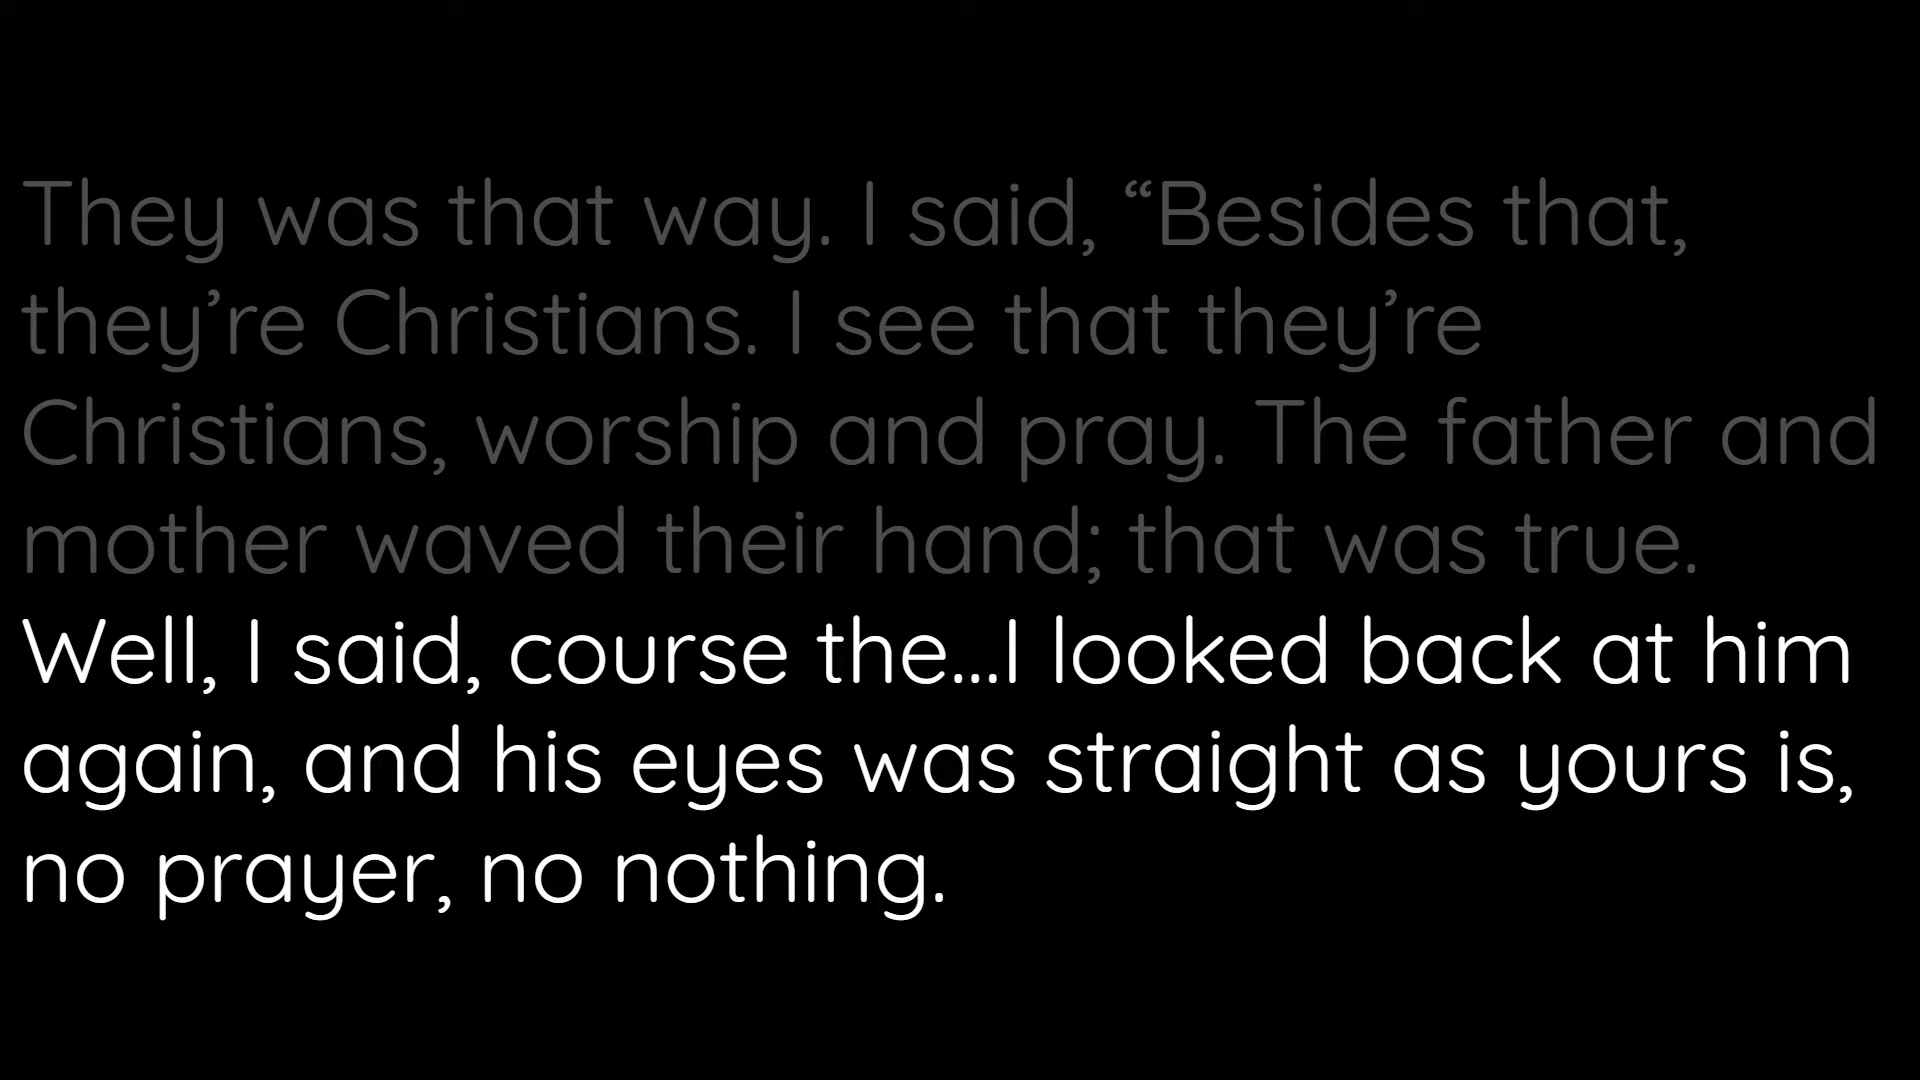 They was that way. I said, “Besides that,
they’re Christians. I see that they’re
Christians, worship and pray. The father and
mother waved their hand; that was true.
Well, I said, course the...I looked back at him
again, and his eyes was straight as yours is,
no prayer, no nothing.